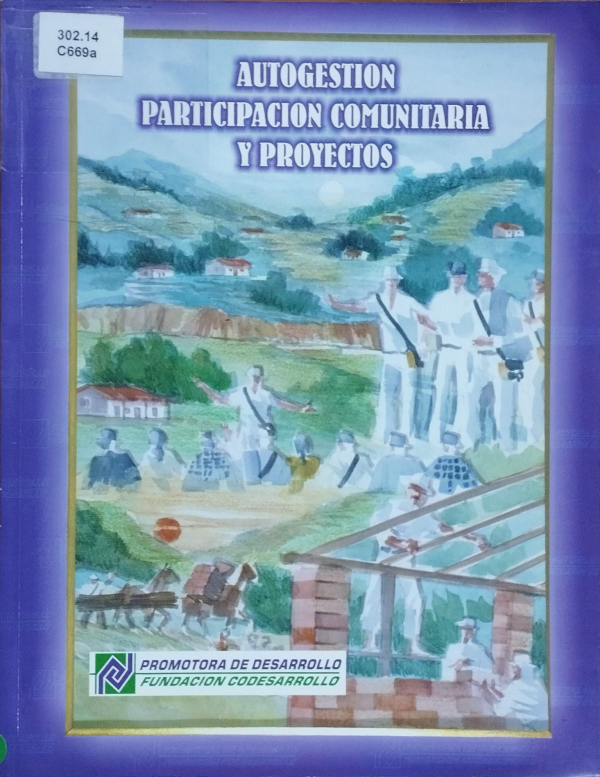 302.14
C669a
AUTOGESTION
PARTICIPACION COMUNITARIA
Y PROYECTOS
PROMOTORA DE DESARROLLO
FUNDACION CODESARROLLO